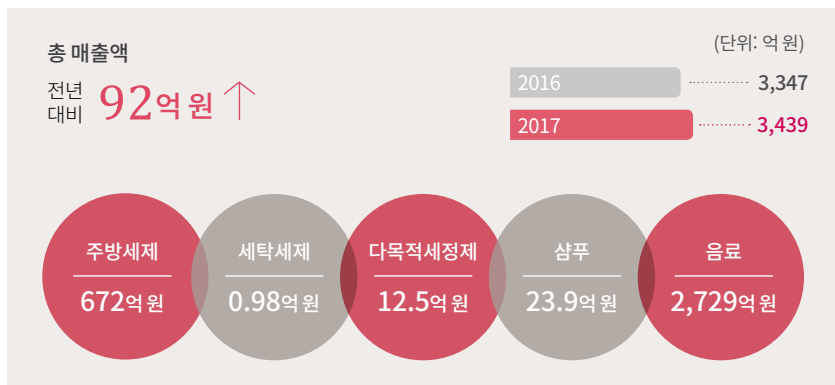 총 매출액
전년
대비
92억 원
(단위: 억 원)
2016 3,347
2017 3,439
주방세제
672억 원
세탁세제
0.98억 원
다목적세정제
12.5억 원
샴푸
23.9억 원
음료
2,729억 원